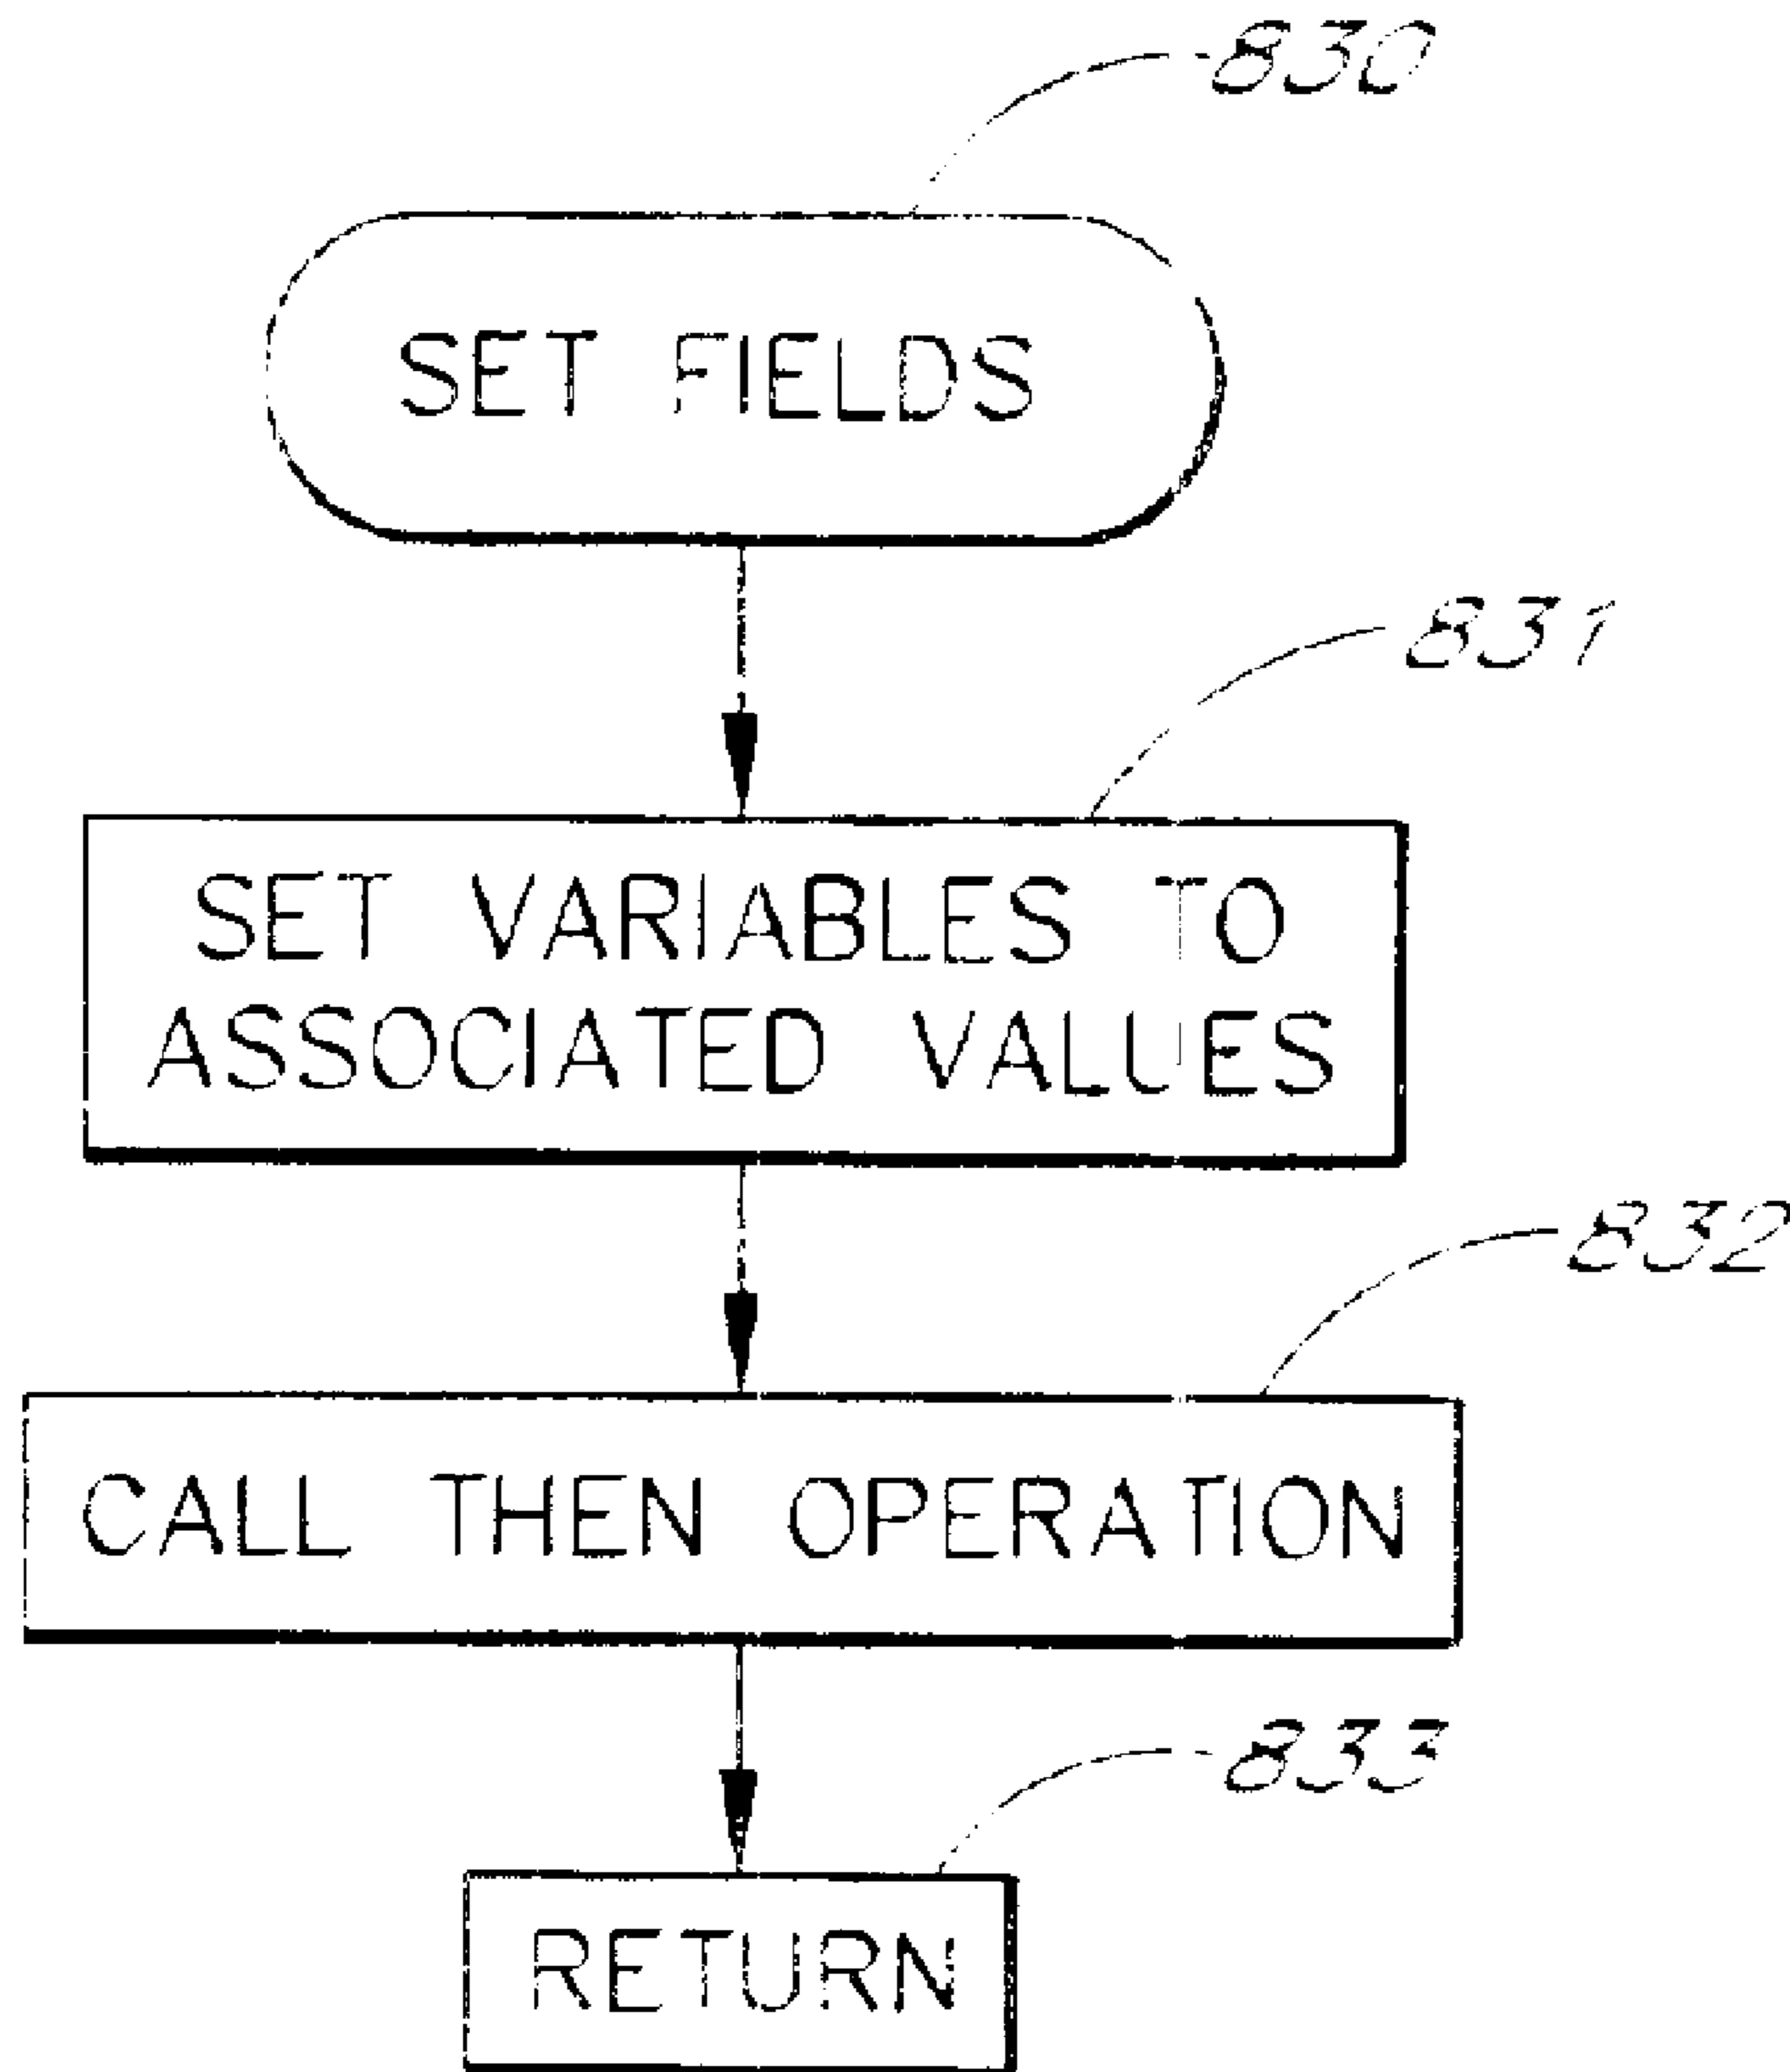 830
SET FIELDS
831
SET VARIABLES TO
ASSOCIATED VALUES
832
CALL THEN OPERATION
833
RETURN